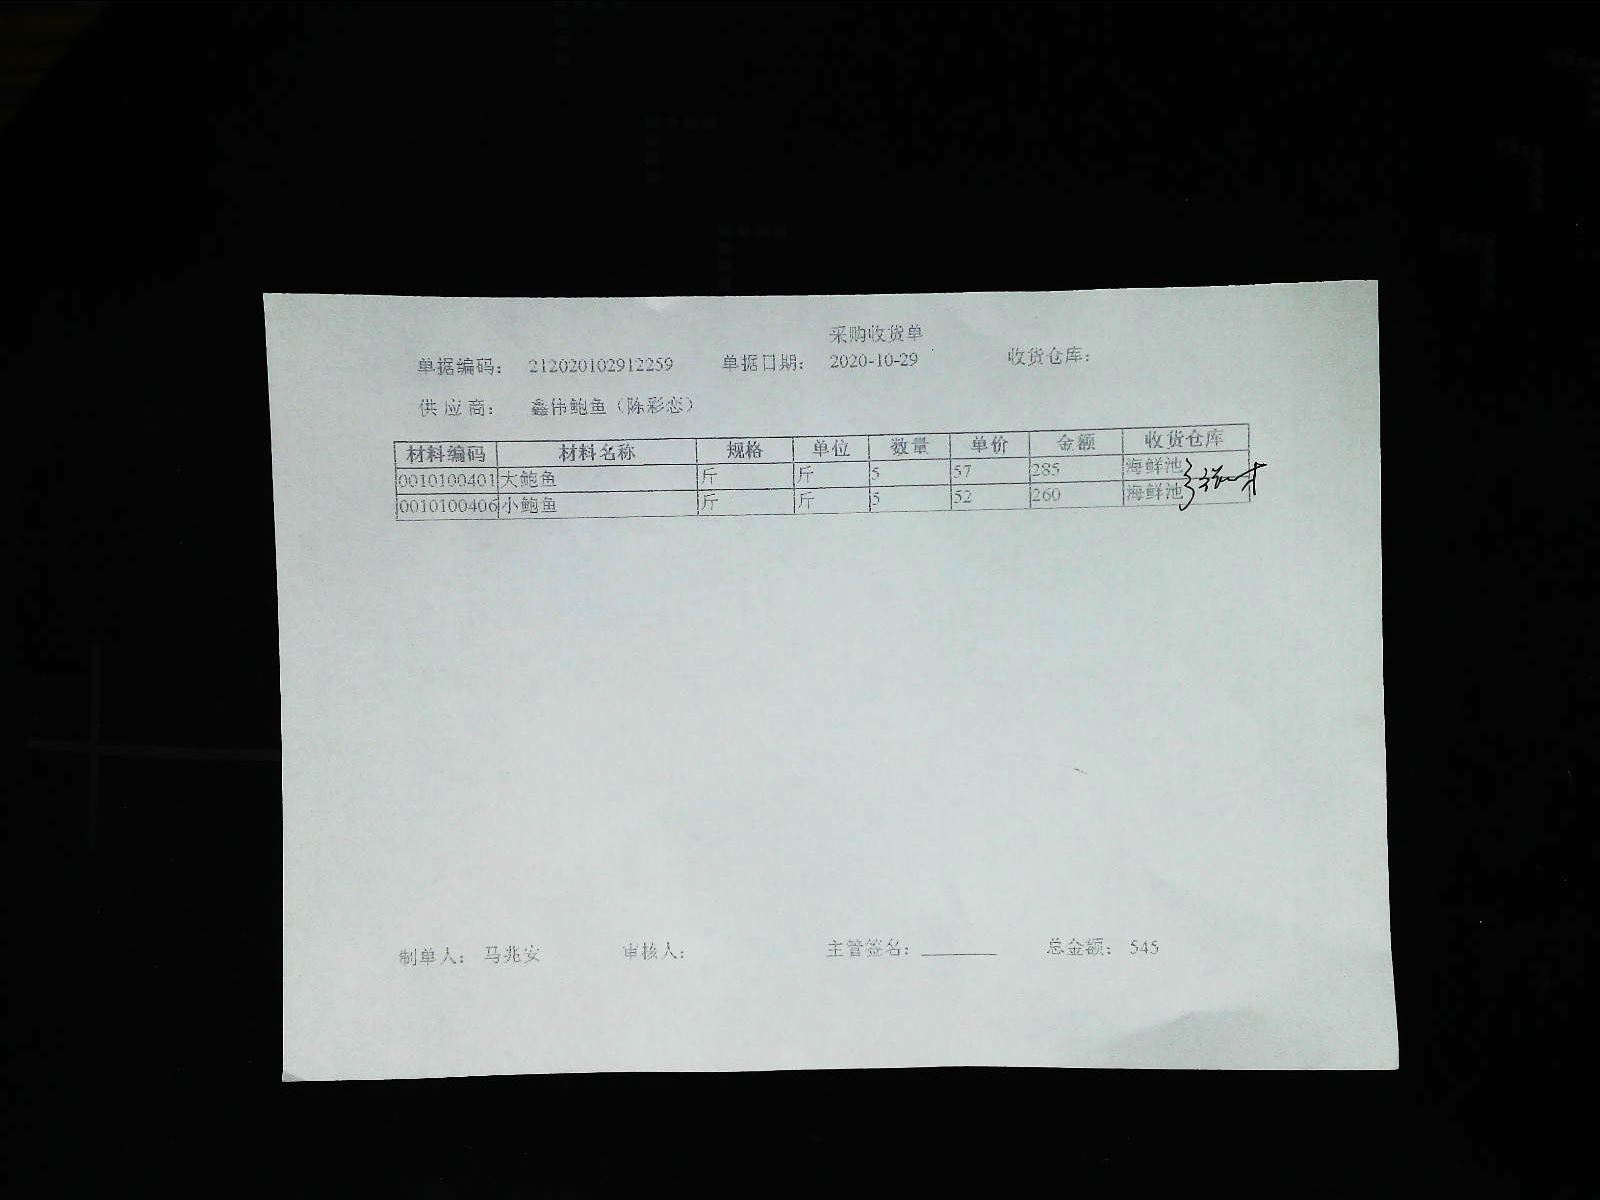 采购收货单
单据编码: 212020102912259 单据日期: 2020-10-29 收货仓库:
供应商: 鑫伟鲍鱼(陈彩恋)
材料编码 材料名称 规格 单位 数量 单价 金额 收货仓库
0010100401 大鲍鱼 斤 斤 5 57 285 海鲜池
0010100406 小鲍鱼 斤 斤 5 52 260 海鲜池
制单人: 马兆安 审核人: 主管签名: 总金额: 545